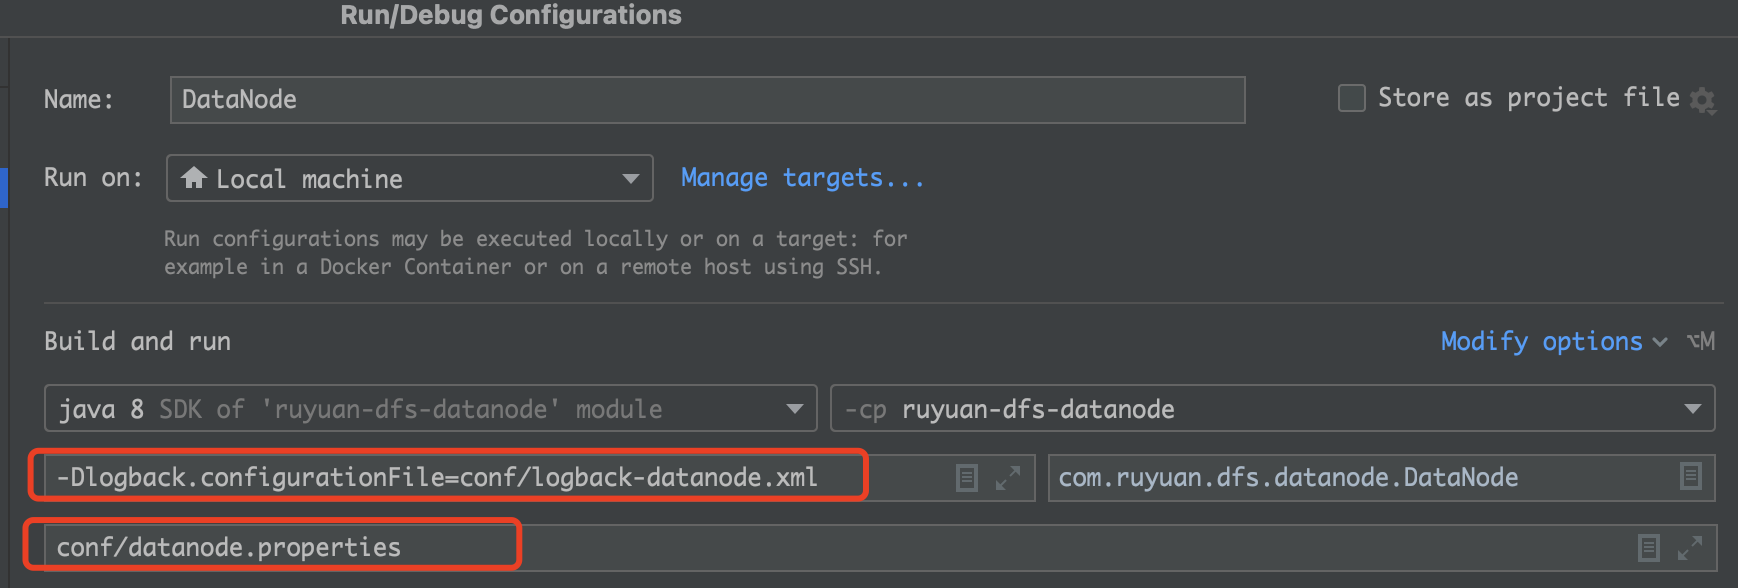 Run/Debug Configurations
Name: DataNode Store as project file
Run on: Local machine Manage targets...
Run configurations may be executed locally or on a target: for
example in a Docker Container or on a remote host using SSH.
Build and run Modify options ⌥M
java 8 SDK of 'ruyuan-dfs-datanode' module -cp ruyuan-dfs-datanode
-Dlogback.configurationFile=conf/logback-datanode.xml com.ruyuan.dfs.datanode.DataNode
conf/datanode.properties